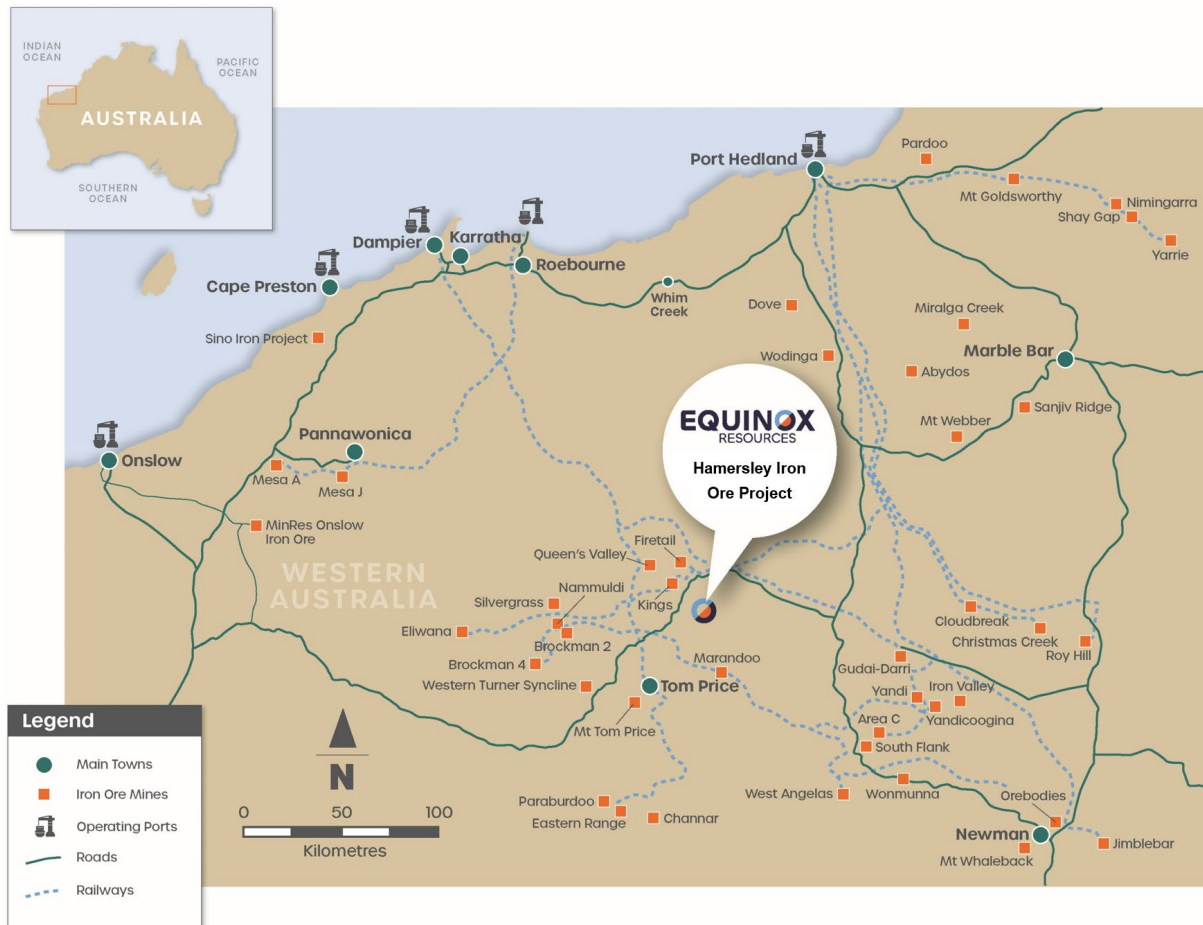 INDIAN
OCEAN
PACIFIC
OCEAN
AUSTRALIA
SOUTHERN
OCEAN
Port Hedland
Pardoo
Mt Goldsworthy
Nimingarra
Shay Gap
Yarrie
Dampier
Karratha
Roebourne
Cape Preston
Whim
Creek
Dove
Miralga Creek
Sino Iron Project
Wodinga
Marble Bar
Abydos
Sanjiv Ridge
Mt Webber
EQUINOX
RESOURCES
Hamersley Iron
Ore Project
Pannawonica
Onslow
Mesa A
Mesa J
MinRes Onslow
Iron Ore
WESTERN
AUSTRALIA
Firetail
Queen's Valley
Nammuldi
Silvergrass
Kings
Eliwana
Brockman 2
Brockman 4
Western Turner Syncline
Marandoo
Tom Price
Mt Tom Price
Cloudbreak
Christmas Creek
Roy Hill
Gudai-Darri
Yandi
Iron Valley
Yandicoogina
Area C
South Flank
West Angelas
Wonmunna
Orebodies
Newman
Mt Whaleback
Jimblebar
Paraburdoo
Eastern Range
Channar
Legend
Main Towns
Iron Ore Mines
Operating Ports
Roads
Railways
N
0 50 100
Kilometres